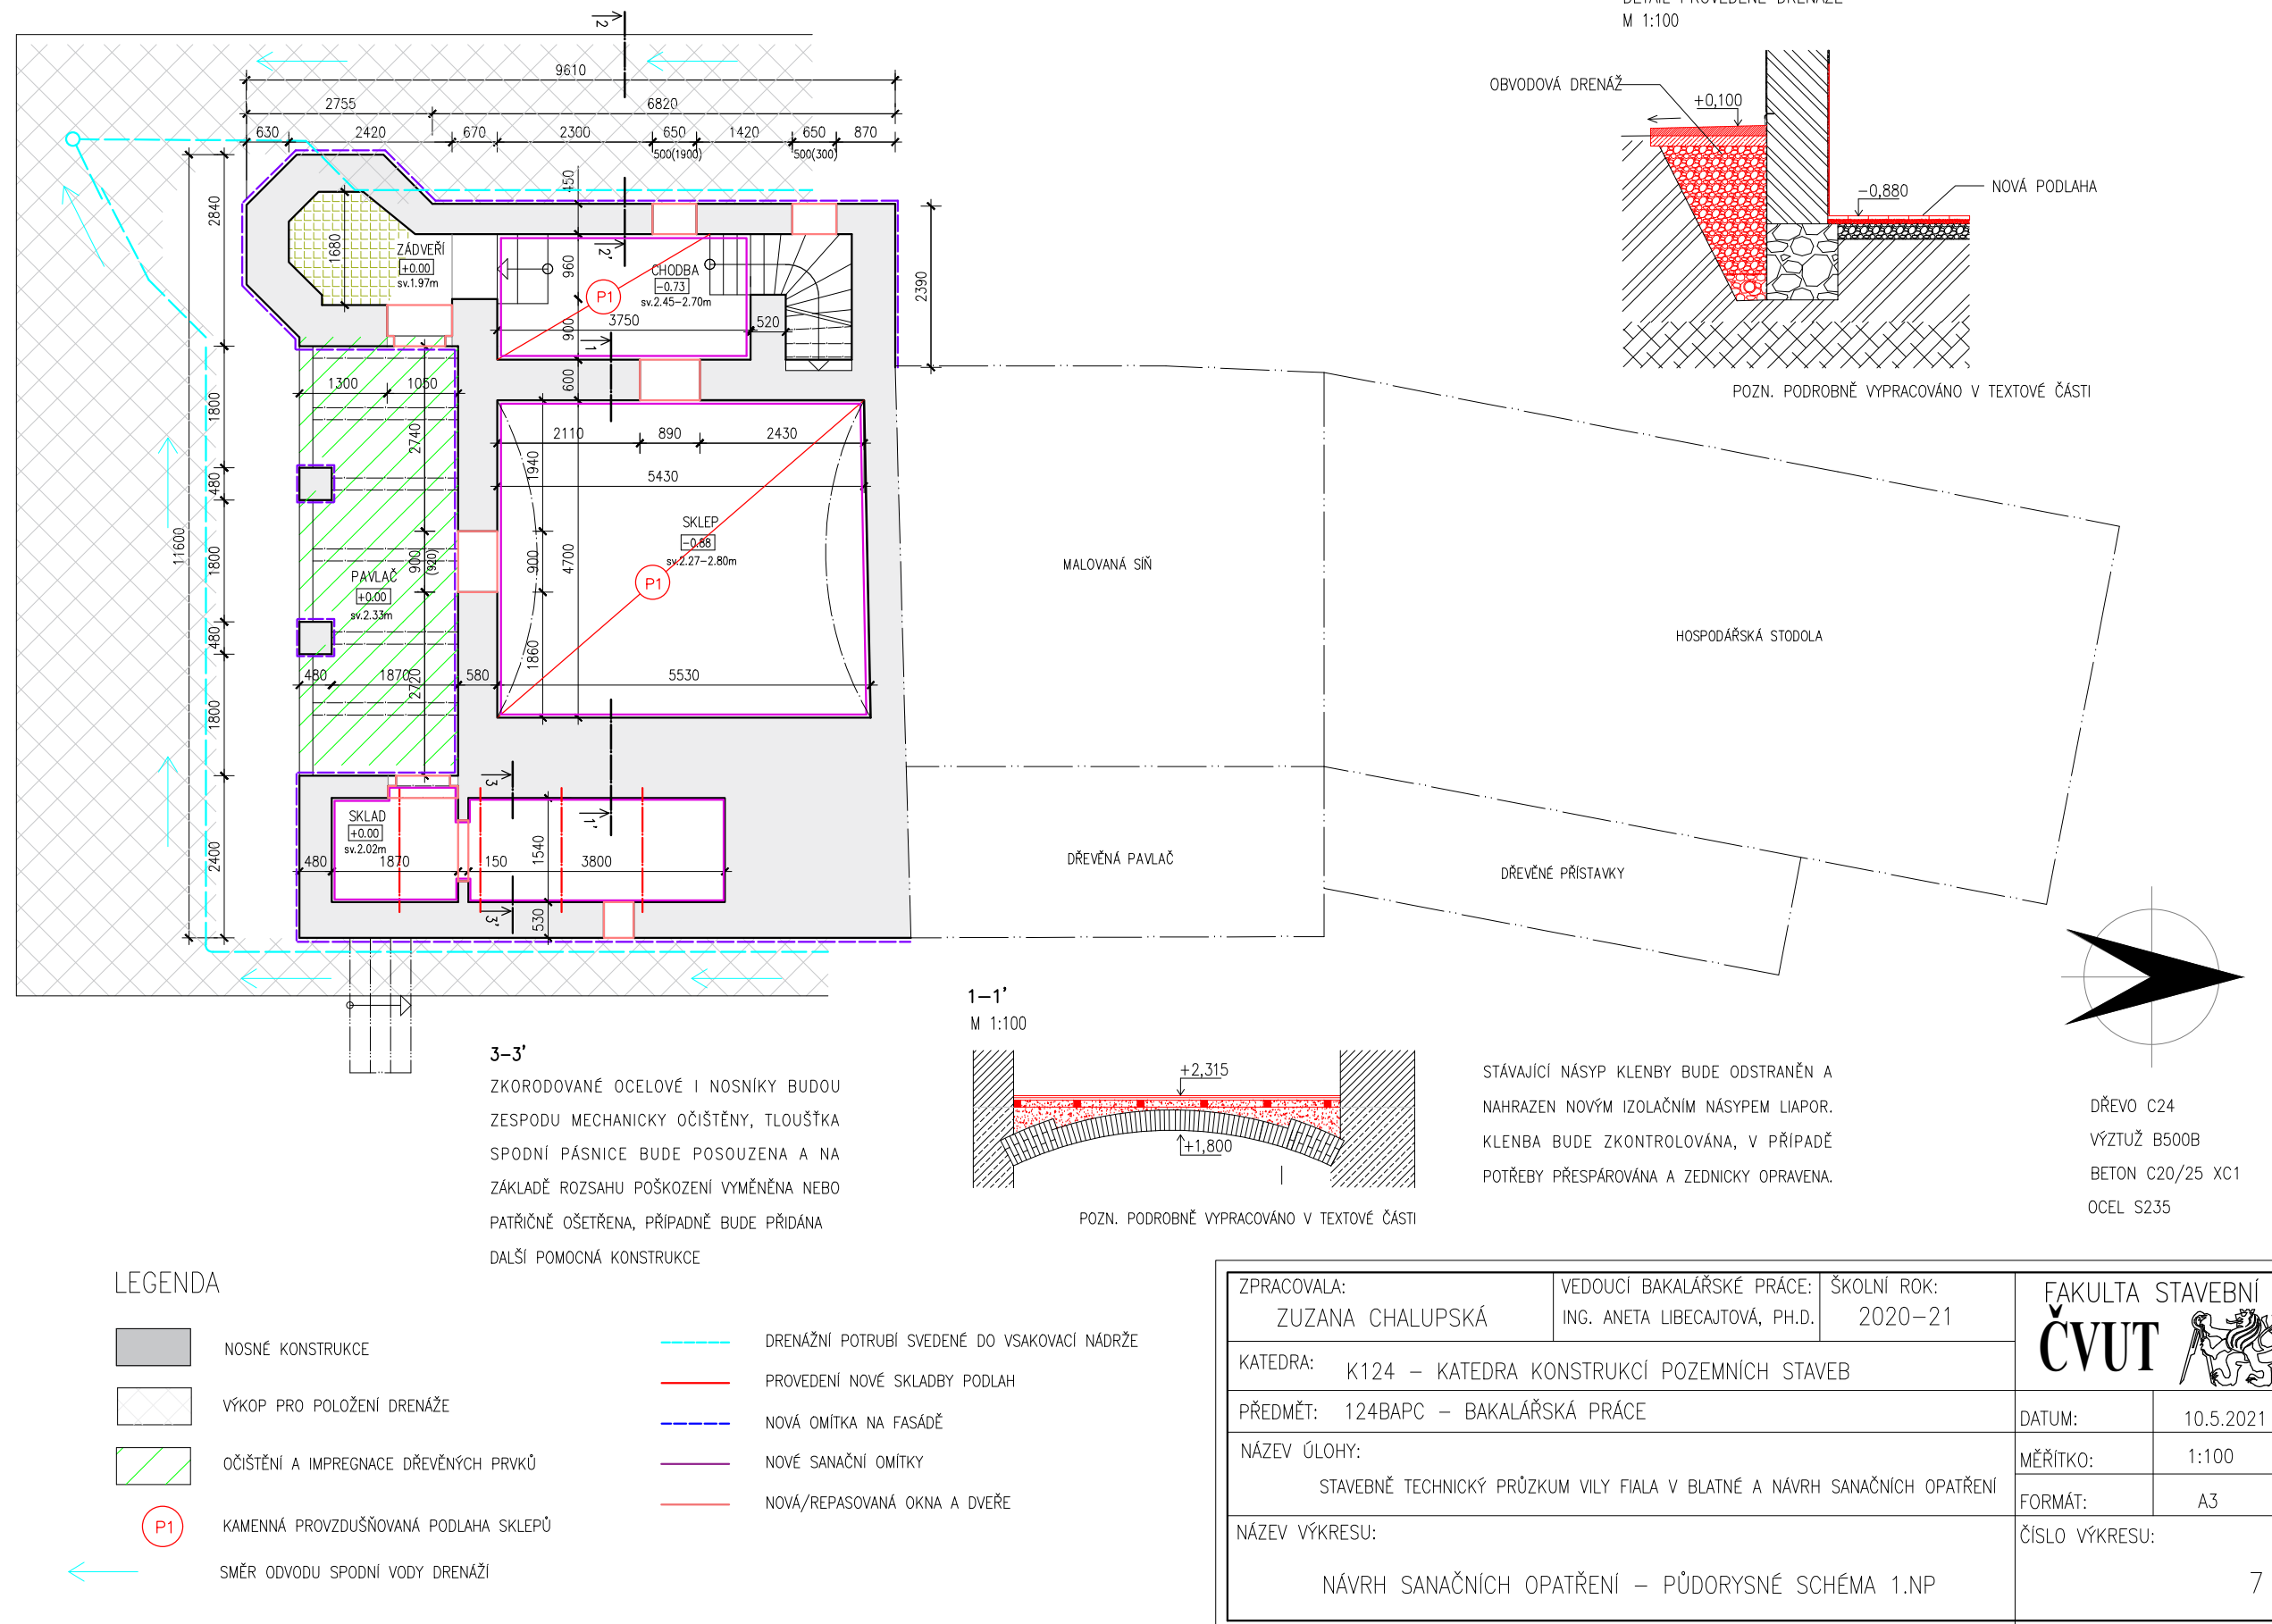 DETAIL PROVEDENÉ DRENÁŽE
M 1:100
OBVODOVÁ DRENÁŽ
+0,100
-0,880
NOVÁ PODLAHA
POZN. PODROBNĚ VYPRACOVÁNO V TEXTOVÉ ČÁSTI
2
9610
2755
6820
630
2420
670
2300
650
1420
650
870
500(1900)
500(300)
450
2840
1680
ZÁDVEŘÍ
+0.00
sv.1.97m
2'
960
CHODBA
-0.73
sv.2.45-2.70m
P1
3750
520
900
2390
1
600
1300
1050
1800
2740
2110
890
2430
1940
5430
480
11600
1800
900
(920)
900
4700
SKLEP
-0.88
sv.2.27-2.80m
P1
PAVLAČ
+0.00
sv.2.33m
480
1860
480
1870
2720
580
5530
1800
3
1'
SKLAD
+0.00
sv.2.02m
2400
480
1870
150
1540
3800
3'
530
MALOVANÁ SÍŇ
HOSPODÁŘSKÁ STODOLA
DŘEVĚNÁ PAVLAČ
DŘEVĚNÉ PŘÍSTAVKY
3-3'
ZKORODOVANÉ OCELOVÉ I NOSNÍKY BUDOU
ZESPODU MECHANICKY OČIŠTĚNY, TLOUŠŤKA
SPODNÍ PÁSNICE BUDE POSOUZENA A NA
ZÁKLADĚ ROZSAHU POŠKOZENÍ VYMĚNĚNA NEBO
PATŘIČNĚ OŠETŘENA, PŘÍPADNĚ BUDE PŘIDÁNA
DALŠÍ POMOCNÁ KONSTRUKCE
1-1'
M 1:100
+2,315
+1,800
POZN. PODROBNĚ VYPRACOVÁNO V TEXTOVÉ ČÁSTI
STÁVAJÍCÍ NÁSYP KLENBY BUDE ODSTRANĚN A
NAHRAZEN NOVÝM IZOLAČNÍM NÁSYPEM LIAPOR.
KLENBA BUDE ZKONTROLOVÁNA, V PŘÍPADĚ
POTŘEBY PŘESPÁROVÁNA A ZEDNICKY OPRAVENA.
DŘEVO C24
VÝZTUŽ B500B
BETON C20/25 XC1
OCEL S235
LEGENDA
NOSNÉ KONSTRUKCE
VÝKOP PRO POLOŽENÍ DRENÁŽE
OČIŠTĚNÍ A IMPREGNACE DŘEVĚNÝCH PRVKŮ
P1
KAMENNÁ PROVZDUŠŇOVANÁ PODLAHA SKLEPŮ
SMĚR ODVODU SPODNÍ VODY DRENÁŽÍ
DRENÁŽNÍ POTRUBÍ SVEDENÉ DO VSAKOVACÍ NÁDRŽE
PROVEDENÍ NOVÉ SKLADBY PODLAH
NOVÁ OMÍTKA NA FASÁDĚ
NOVÉ SANAČNÍ OMÍTKY
NOVÁ/REPASOVANÁ OKNA A DVEŘE
ZPRACOVALA:
ZUZANA CHALUPSKÁ
VEDOUCÍ BAKALÁŘSKÉ PRÁCE:
ING. ANETA LIBECAJTOVÁ, PH.D.
ŠKOLNÍ ROK:
2020-21
FAKULTA STAVEBNÍ
ČVUT
KATEDRA:
K124 - KATEDRA KONSTRUKCÍ POZEMNÍCH STAVEB
PŘEDMĚT:
124BAPC - BAKALÁŘSKÁ PRÁCE
DATUM:
10.5.2021
NÁZEV ÚLOHY:
STAVEBNĚ TECHNICKÝ PRŮZKUM VILY FIALA V BLATNÉ A NÁVRH SANAČNÍCH OPATŘENÍ
MĚŘÍTKO:
1:100
FORMÁT:
A3
NÁZEV VÝKRESU:
NÁVRH SANAČNÍCH OPATŘENÍ - PŮDORYSNÉ SCHÉMA 1.NP
ČÍSLO VÝKRESU:
7